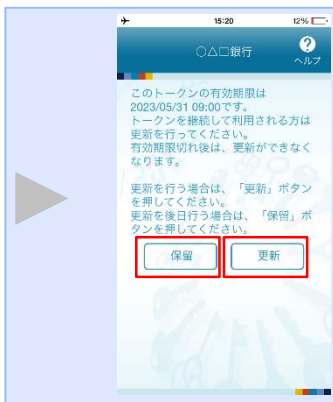 15:20
12%
○△□銀行
?
ヘルプ
このトークンの有効期限は
2023/05/31 09:00です。
トークンを継続して利用される方は
更新を行ってください。
有効期限切れ後は、更新ができなく
なります。
更新を行う場合は、「更新」ボタン
を押してください。
更新を後日行う場合は、「保留」ボ
タンを押してください。
保留
更新